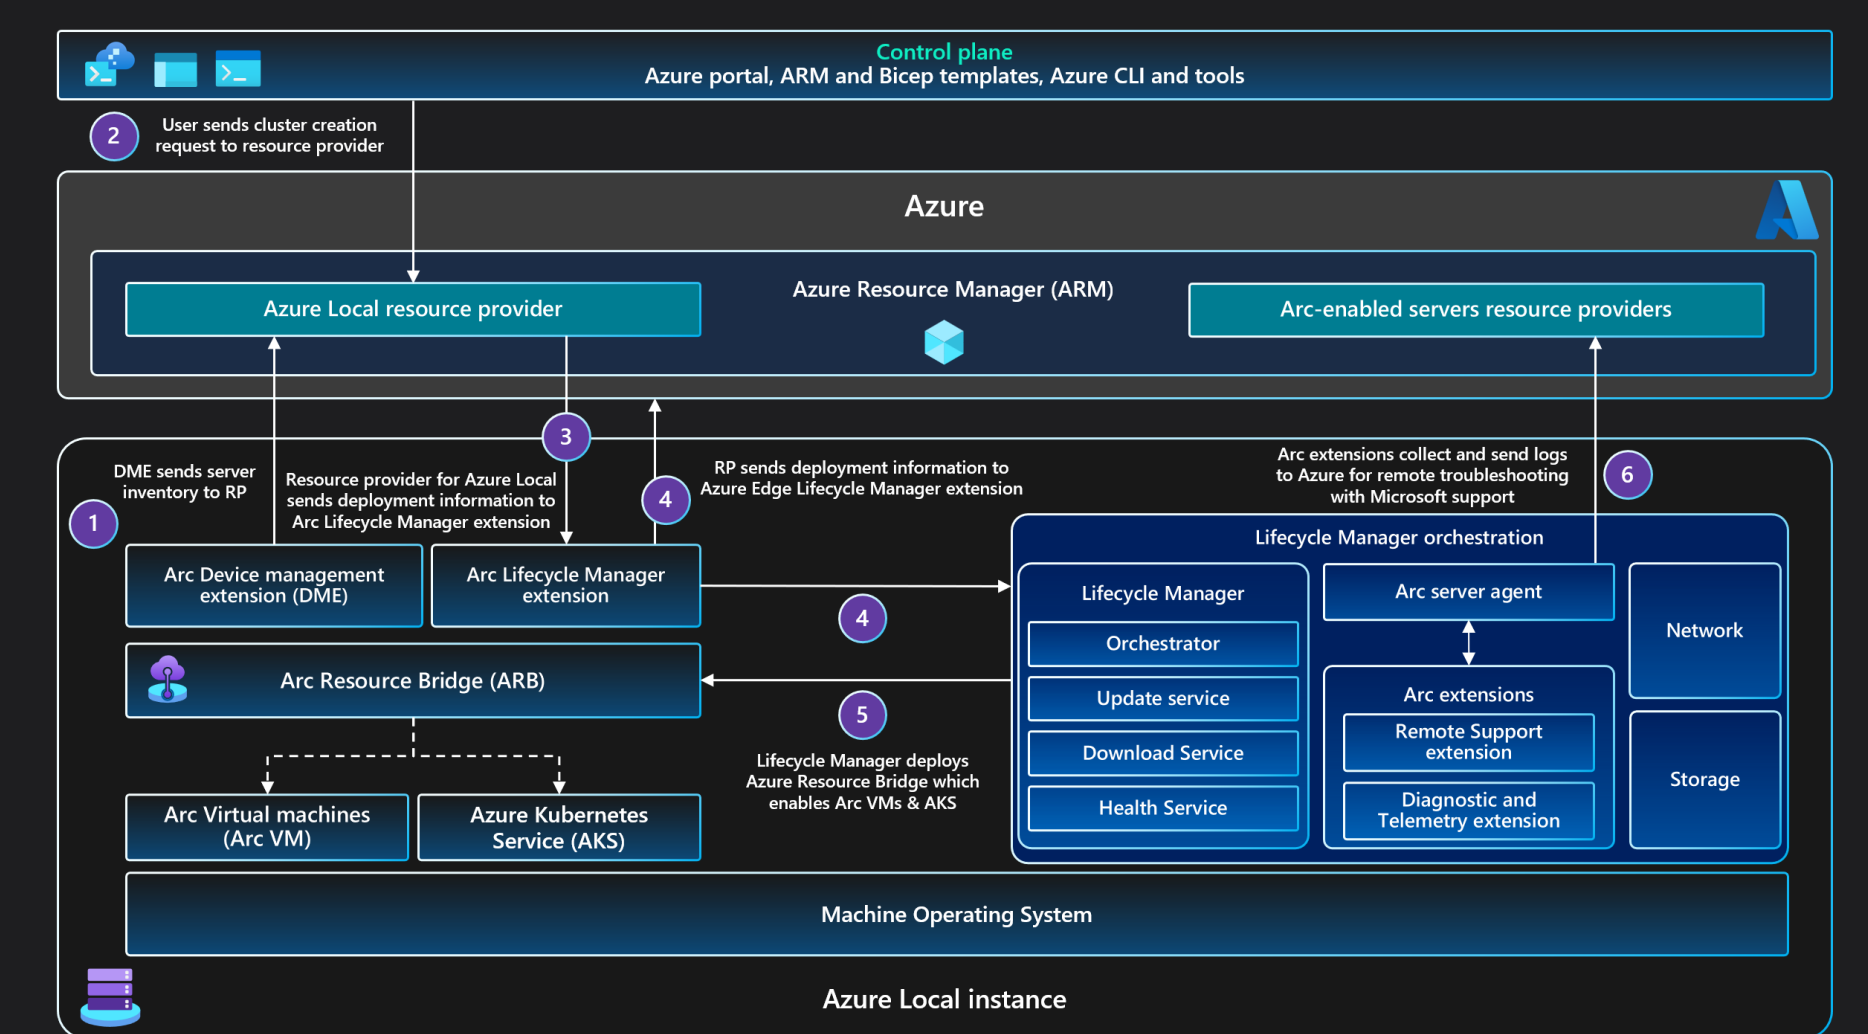 Control plane
Azure portal, ARM and Bicep templates, Azure CLI and tools
2
User sends cluster creation
request to resource provider
Azure
Azure Resource Manager (ARM)
Azure Local resource provider
Arc-enabled servers resource providers
1
DME sends server
inventory to RP
3
Resource provider for Azure Local
sends deployment information to
Arc Lifecycle Manager extension
4
RP sends deployment information to
Azure Edge Lifecycle Manager extension
Arc extensions collect and send logs
to Azure for remote troubleshooting
with Microsoft support
6
Arc Device management
extension (DME)
Arc Lifecycle Manager
extension
4
Arc Resource Bridge (ARB)
5
Lifecycle Manager deploys
Azure Resource Bridge which
enables Arc VMs & AKS
Arc Virtual machines
(Arc VM)
Azure Kubernetes
Service (AKS)
Lifecycle Manager orchestration
Lifecycle Manager
Orchestrator
Update service
Download Service
Health Service
Arc server agent
Arc extensions
Remote Support
extension
Diagnostic and
Telemetry extension
Network
Storage
Machine Operating System
Azure Local instance